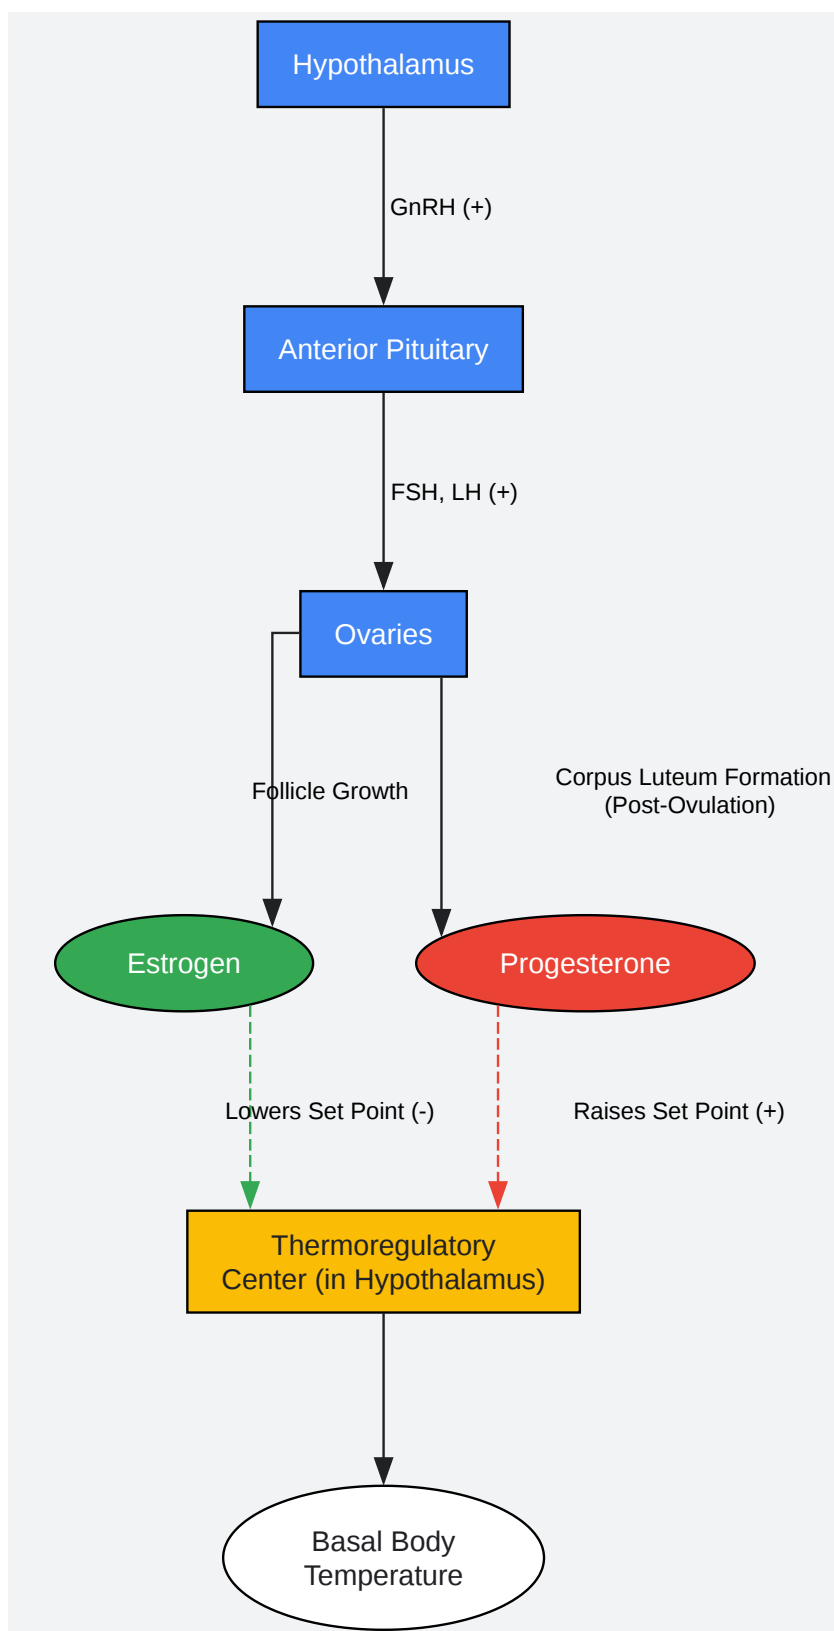 Hypothalamus
GnRH (+)
Anterior Pituitary
FSH, LH (+)
Ovaries
Follicle Growth
Corpus Luteum Formation
(Post-Ovulation)
Estrogen
Progesterone
Lowers Set Point (-)
Raises Set Point (+)
Thermoregulatory
Center (in Hypothalamus)
Basal Body
Temperature